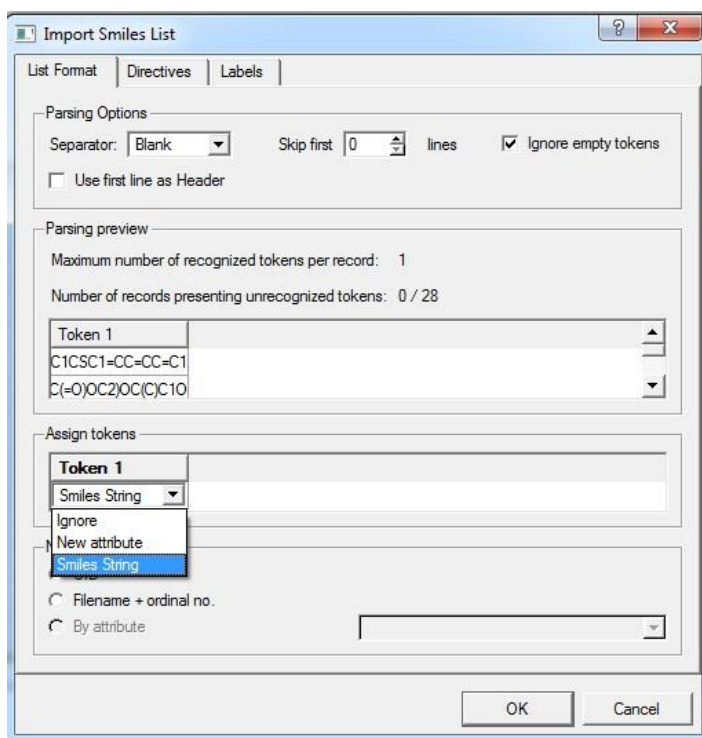 Import Smiles List
List Format Directives Labels
Parsing Options
Separator: Blank Skip first 0 lines Ignore empty tokens
Use first line as Header
Parsing preview
Maximum number of recognized tokens per record: 1
Number of records presenting unrecognized tokens: 0 / 28
Token 1
C1CSC1=CC=CC=C1
C(=O)OC2)OC(C)C1O
Assign tokens
Token 1
Smiles String
Ignore
New attribute
Smiles String
Filename + ordinal no.
By attribute
OK Cancel